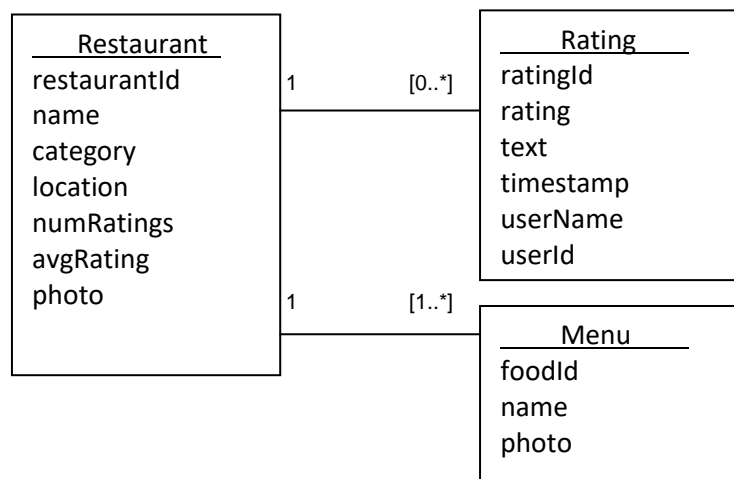 Restaurant
restaurantId
name
category
location
numRatings
avgRating
photo
1
[0..*]
1
[1..*]
Rating
ratingId
rating
text
timestamp
userName
userId
Menu
foodId
name
photo